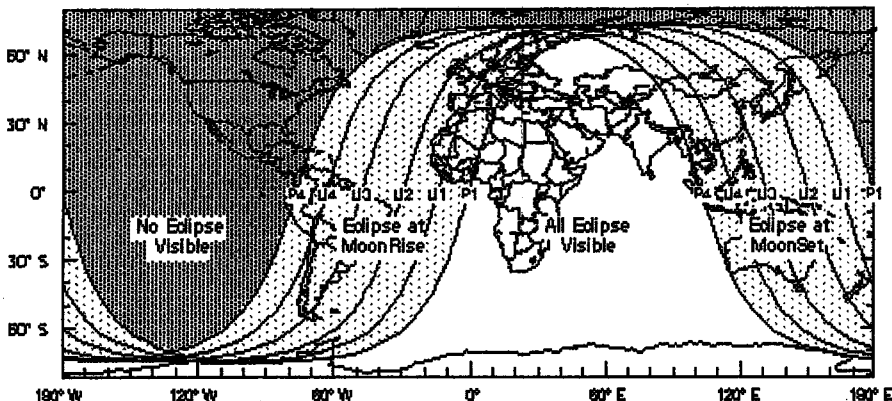 60° N
30° N
0° P4 U4 U3 U2 U1 P1 P4 U4 U3 U2 U1 P1
No Eclipse
Visible
Eclipse at
MoonRise
All Eclipse
Visible
Eclipse at
MoonSet
30° S
60° S
180° W 120° W 60° W 0° 60° E 120° E 180° E